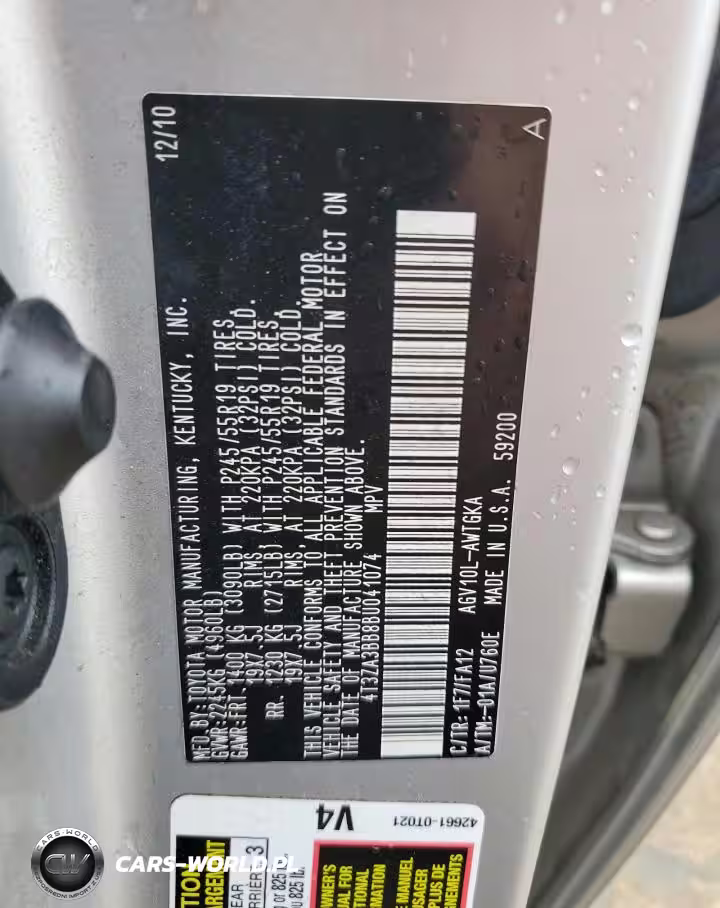 12/10
A
MFD. BY: TOYOTA MOTOR MANUFACTURING, KENTUCKY, INC.
GVWR: 2245KG (4960LB)
GAWR: FRT. 1400 KG (3090LB) WITH P245/55R19 TIRES,
19X7.5J RIMS, AT 220KPA (32PSI) COLD.
RR. 1230 KG (2715LB) WITH P245/55R19 TIRES,
19X7.5J RIMS, AT 220KPA (32PSI) COLD.
THIS VEHICLE CONFORMS TO ALL APPLICABLE FEDERAL MOTOR
VEHICLE SAFETY AND THEFT PREVENTION STANDARDS IN EFFECT ON
THE DATE OF MANUFACTURE SHOWN ABOVE.
4T3ZA3BB8BU041074 MPV
C/TR: 1F7/FA12 AGV10L-AWTGKA
A/TM: -01A/U760E MADE IN U.S.A. 59200
V4
42661-0T021
3
CARS-WORLD
CW
CARS-WORLD.PL